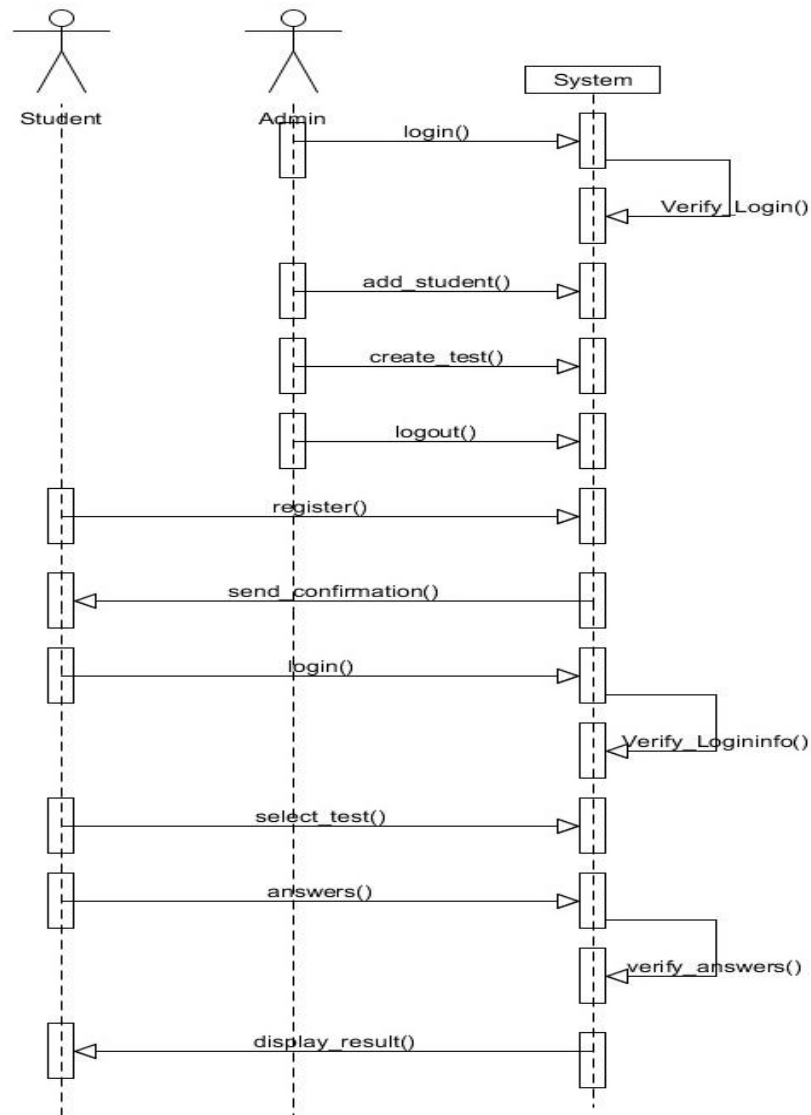 System
Student
Admin
login()
Verify_Login()
add_student()
create_test()
logout()
register()
send_confirmation()
login()
Verify_Logininfo()
select_test()
answers()
verify_answers()
display_result()